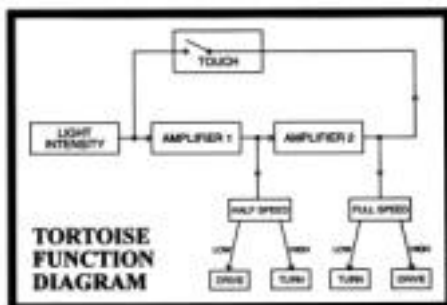 TOUCH
LIGHT
INTENSITY
AMPLIFIER 1
AMPLIFIER 2
HALF SPEED
FULL SPEED
LOW
HIGH
LOW
HIGH
DRIVE
TURN
TURN
DRIVE
TORTOISE
FUNCTION
DIAGRAM